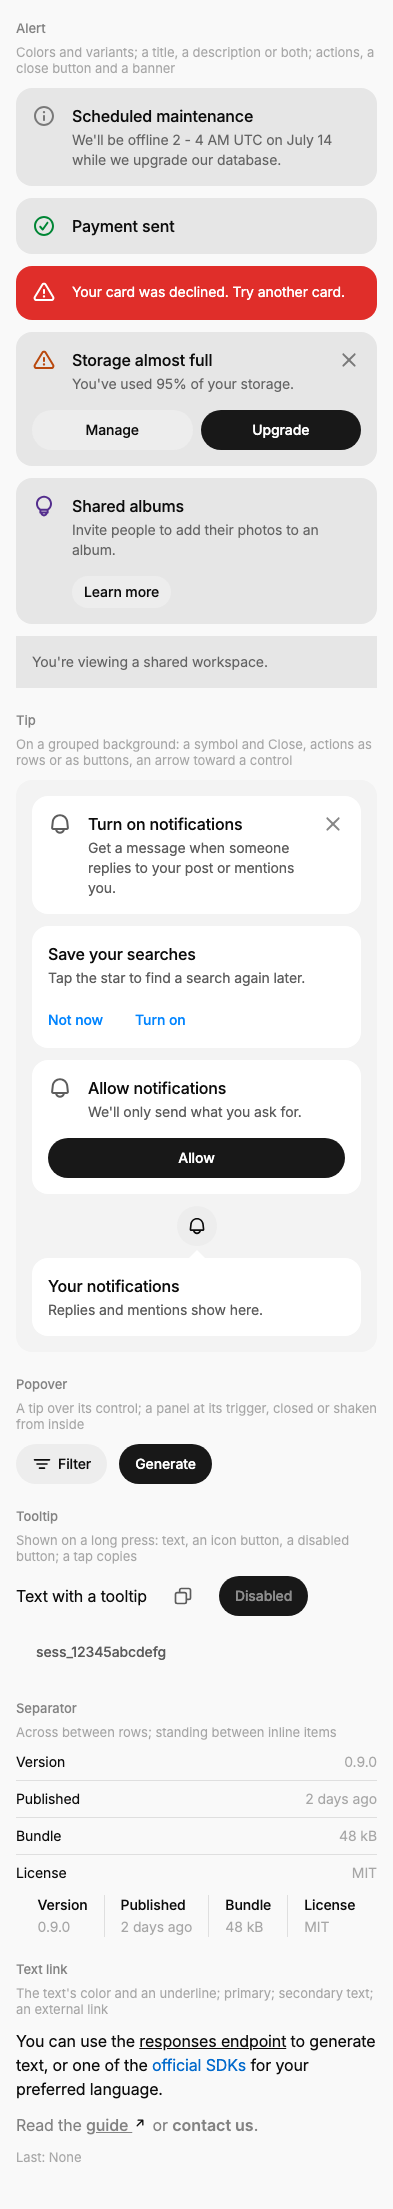 Alert
Colors and variants; a title, a description or both; actions, a
close button and a banner
Scheduled maintenance
We'll be offline 2 - 4 AM UTC on July 14
while we upgrade our database.
Payment sent
Your card was declined. Try another card.
Storage almost full
You've used 95% of your storage.
Manage
Upgrade
Shared albums
Invite people to add their photos to an
album.
Learn more
You're viewing a shared workspace.
Tip
On a grouped background: a symbol and Close, actions as
rows or as buttons, an arrow toward a control
Turn on notifications
Get a message when someone
replies to your post or mentions
you.
Save your searches
Tap the star to find a search again later.
Not now
Turn on
Allow notifications
We'll only send what you ask for.
Allow
Your notifications
Replies and mentions show here.
Popover
A tip over its control; a panel at its trigger, closed or shaken
from inside
Filter
Generate
Tooltip
Shown on a long press: text, an icon button, a disabled
button; a tap copies
Text with a tooltip
Disabled
sess_12345abcdefg
Separator
Across between rows; standing between inline items
Version 0.9.0
Published 2 days ago
Bundle 48 kB
License MIT
Version Published Bundle License
0.9.0 2 days ago 48 kB MIT
Text link
The text's color and an underline; primary; secondary text;
an external link
You can use the responses endpoint to generate
text, or one of the official SDKs for your
preferred language.
Read the guide ↗ or contact us.
Last: None